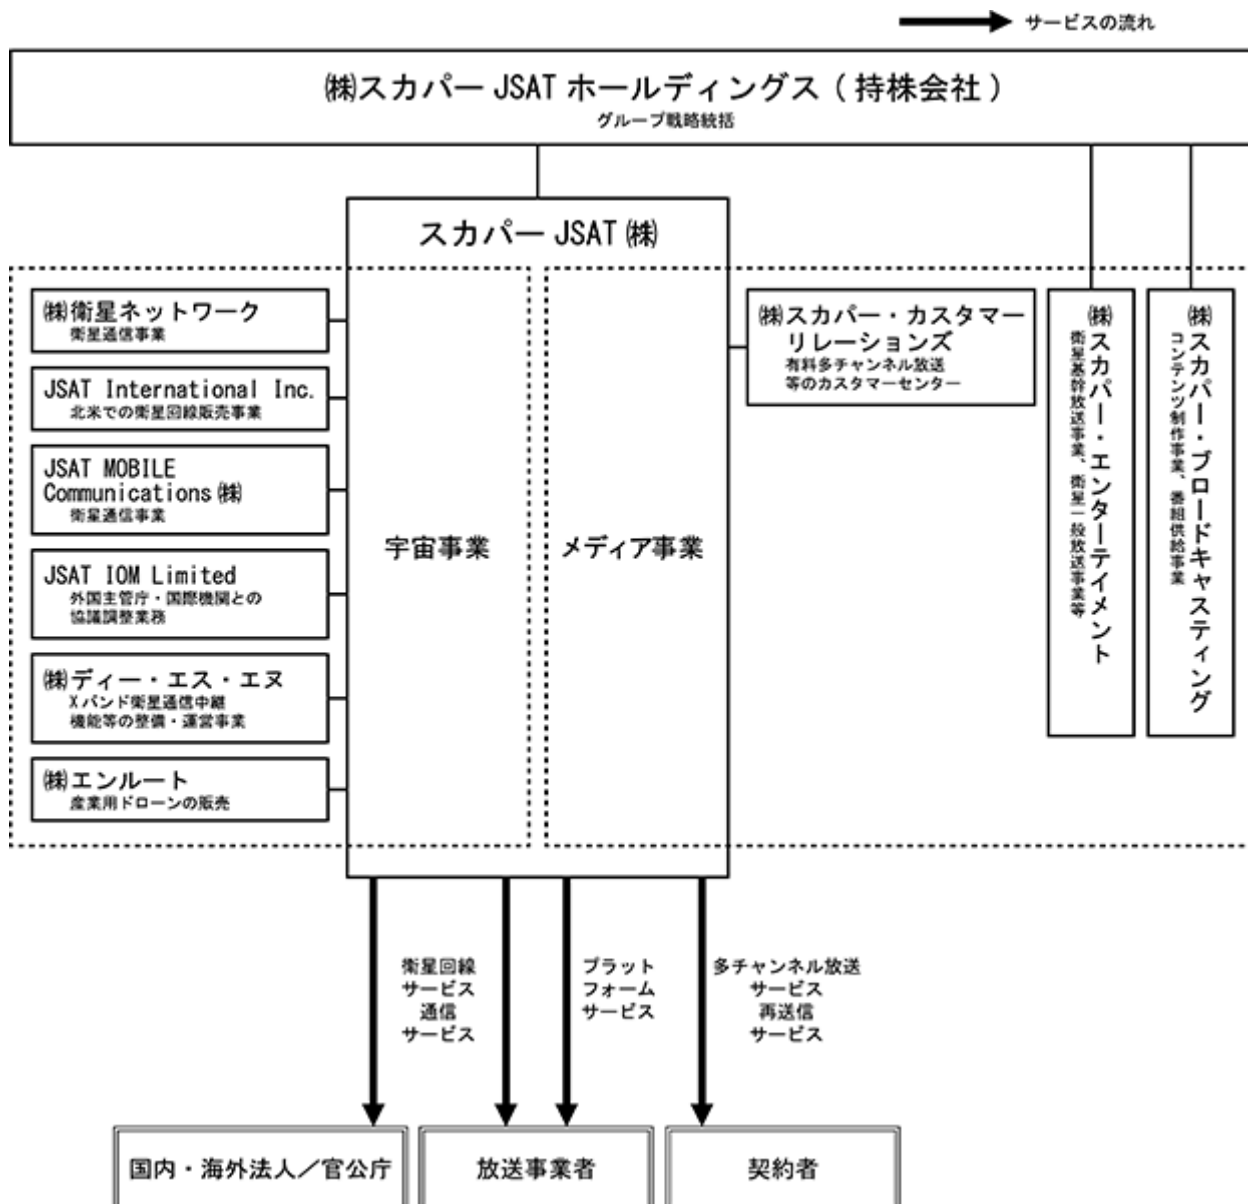 サービスの流れ
㈱スカパー JSAT ホールディングス ( 持株会社 )
グループ戦略統括
スカパー JSAT ㈱
㈱衛星ネットワーク
衛星通信事業
JSAT International Inc.
北米での衛星回線販売事業
JSAT MOBILE
Communications ㈱
衛星通信事業
JSAT IOM Limited
外国主管庁・国際機関との
協議調整業務
㈱ディー・エス・エヌ
Xバンド衛星通信中継
機能等の整備・運営事業
㈱エンルート
産業用ドローンの販売
宇宙事業
メディア事業
㈱スカパー・カスタマー
リレーションズ
有料多チャンネル放送
等のカスタマーセンター
㈱スカパー・エンターテイメント
衛星基幹放送事業、衛星一般放送事業等
㈱スカパー・ブロードキャスティング
コンテンツ制作事業、番組供給事業
衛星回線
サービス
通信
サービス
プラット
フォーム
サービス
多チャンネル放送
サービス
再送信
サービス
国内・海外法人／官公庁
放送事業者
契約者